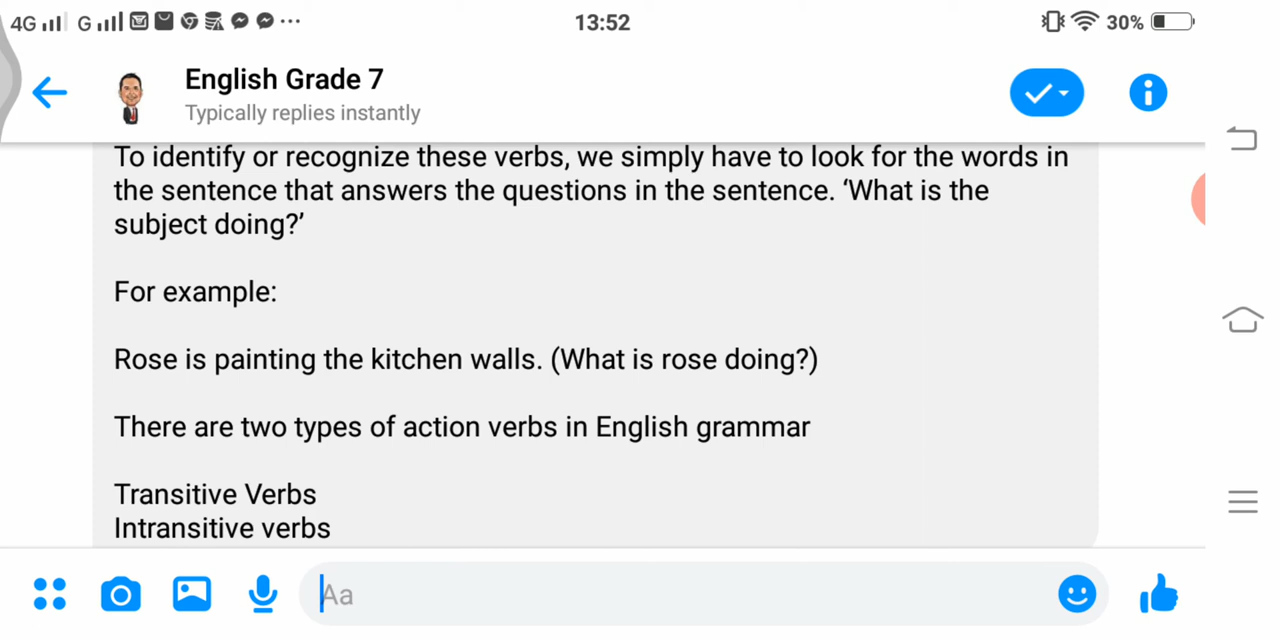 4G G 13:52 30%
English Grade 7
Typically replies instantly
To identify or recognize these verbs, we simply have to look for the words in
the sentence that answers the questions in the sentence. ‘What is the
subject doing?’
For example:
Rose is painting the kitchen walls. (What is rose doing?)
There are two types of action verbs in English grammar
Transitive Verbs
Intransitive verbs
Aa